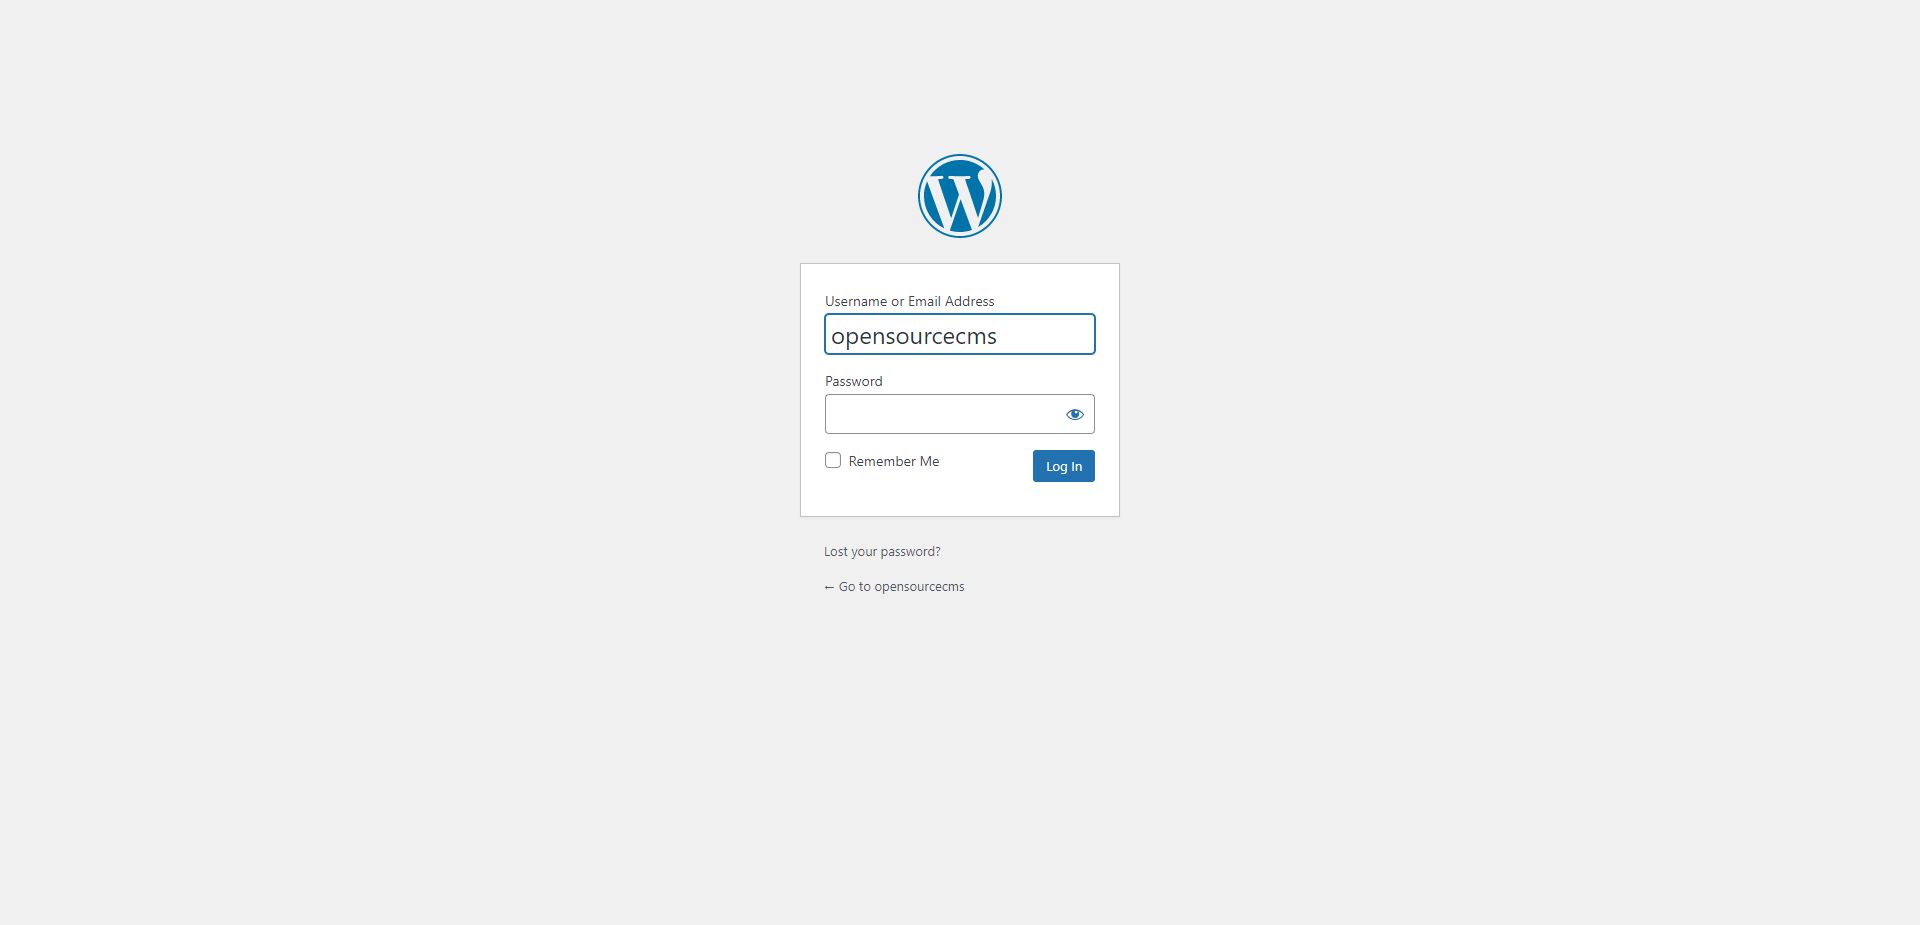 Username or Email Address
opensourcecms
Password
Remember Me
Log In
Lost your password?
← Go to opensourcecms